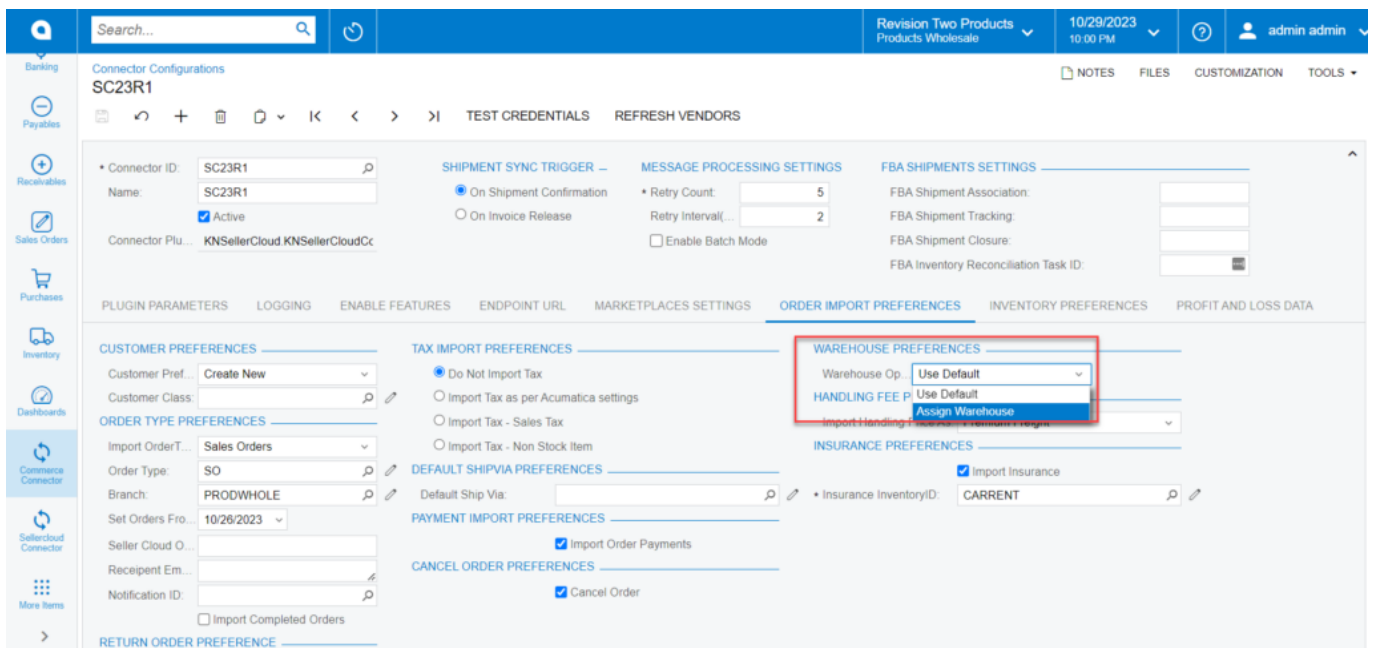 Search...
Revision Two Products
Products Wholesale
10/29/2023
10:00 PM
admin admin
Banking
Payables
Receivables
Sales Orders
Purchases
Inventory
Dashboards
Commerce
Connector
Sellercloud
Connector
More Items
Connector Configurations
SC23R1
NOTES FILES CUSTOMIZATION TOOLS
TEST CREDENTIALS REFRESH VENDORS
* Connector ID: SC23R1
Name: SC23R1
Active
Connector Plu... KNSellerCloud.KNSellerCloudCc
SHIPMENT SYNC TRIGGER
On Shipment Confirmation
On Invoice Release
MESSAGE PROCESSING SETTINGS
* Retry Count: 5
Retry Interval(... 2
Enable Batch Mode
FBA SHIPMENTS SETTINGS
FBA Shipment Association:
FBA Shipment Tracking:
FBA Shipment Closure:
FBA Inventory Reconciliation Task ID:
PLUGIN PARAMETERS LOGGING ENABLE FEATURES ENDPOINT URL MARKETPLACES SETTINGS ORDER IMPORT PREFERENCES INVENTORY PREFERENCES PROFIT AND LOSS DATA
CUSTOMER PREFERENCES
Customer Pref... Create New
Customer Class:
ORDER TYPE PREFERENCES
Import OrderT... Sales Orders
Order Type: SO
Branch: PRODWHOLE
Set Orders Fro... 10/26/2023
Seller Cloud O...
Receipent Em...
Notification ID:
Import Completed Orders
RETURN ORDER PREFERENCE
TAX IMPORT PREFERENCES
Do Not Import Tax
Import Tax as per Acumatica settings
Import Tax - Sales Tax
Import Tax - Non Stock Item
DEFAULT SHIPVIA PREFERENCES
Default Ship Via:
PAYMENT IMPORT PREFERENCES
Import Order Payments
CANCEL ORDER PREFERENCES
Cancel Order
WAREHOUSE PREFERENCES
Warehouse Op... Use Default
Use Default
Assign Warehouse
HANDLING FEE P
Import Handling Price As: Premium Freight
INSURANCE PREFERENCES
Import Insurance
* Insurance InventoryID: CARRENT